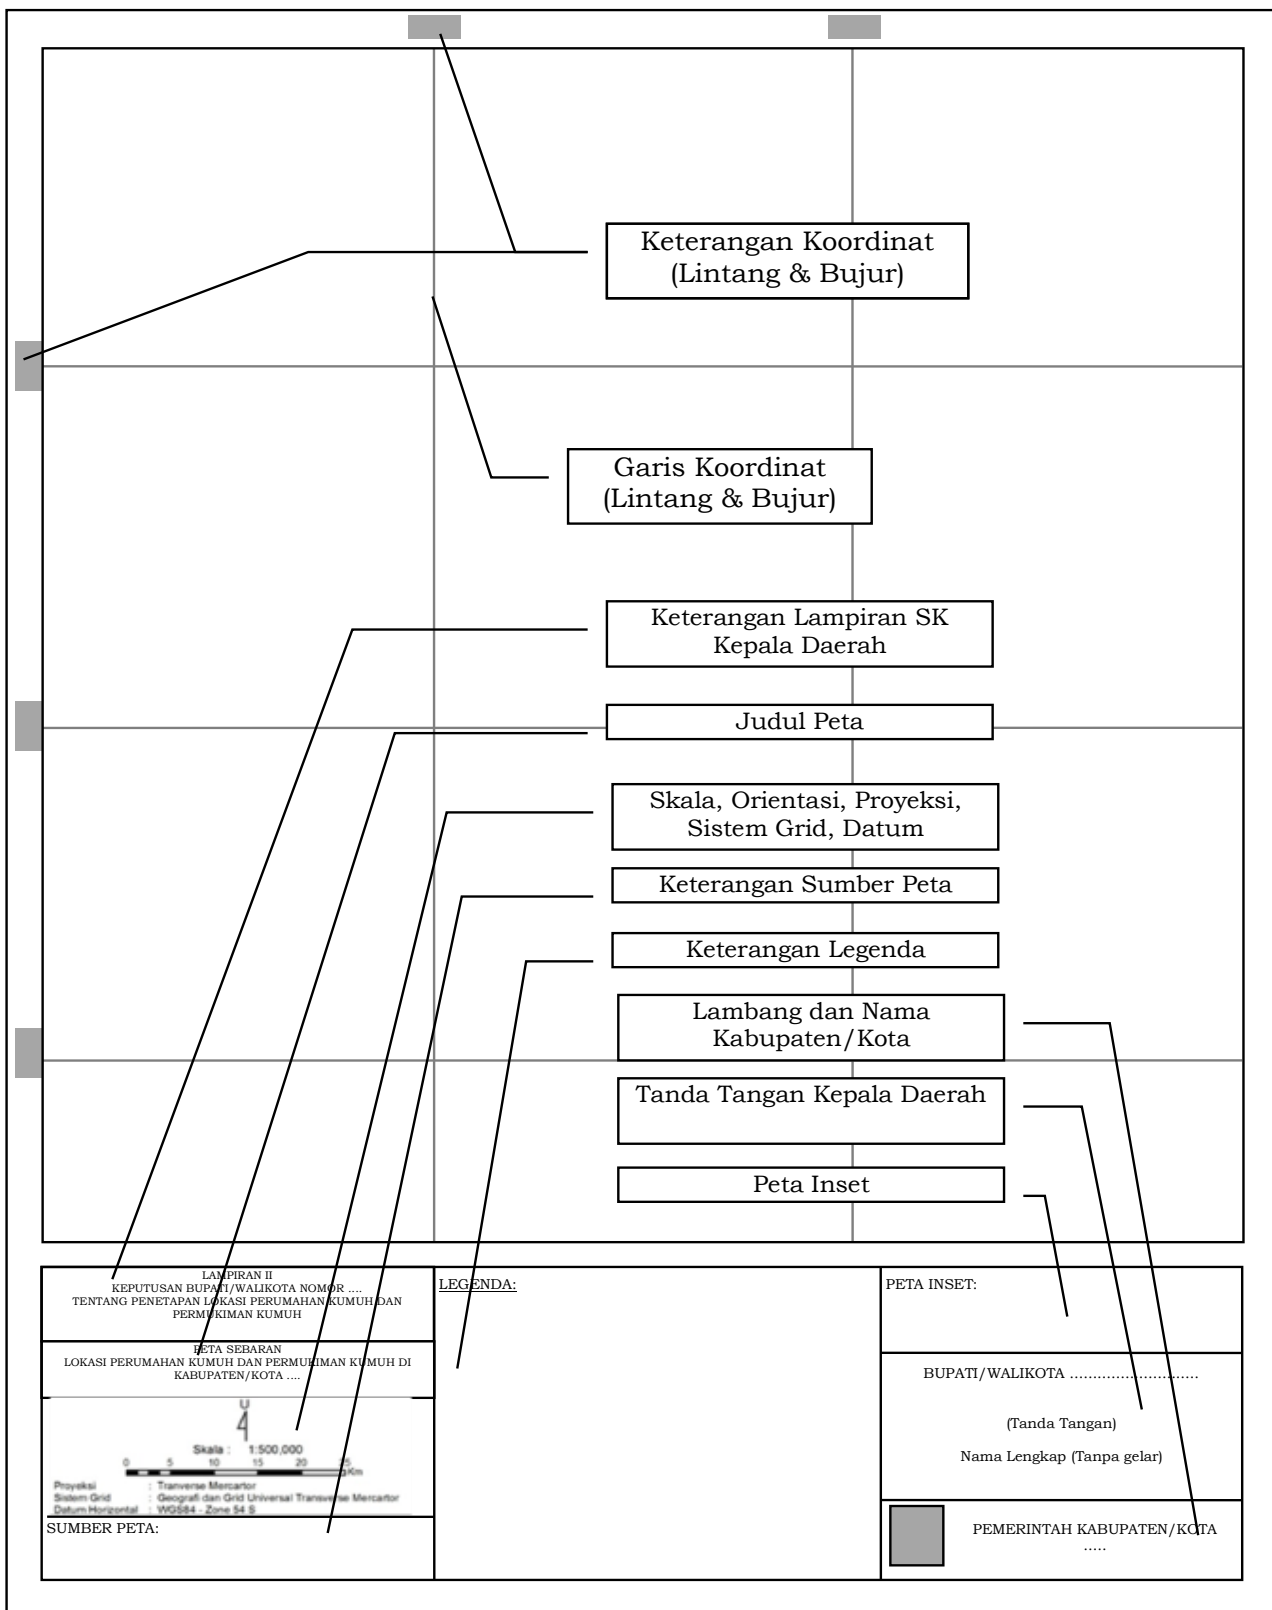 Keterangan Koordinat
(Lintang & Bujur)
Garis Koordinat
(Lintang & Bujur)
Keterangan Lampiran SK
Kepala Daerah
Judul Peta
Skala, Orientasi, Proyeksi,
Sistem Grid, Datum
Keterangan Sumber Peta
Keterangan Legenda
Lambang dan Nama
Kabupaten/Kota
Tanda Tangan Kepala Daerah
Peta Inset
LAMPIRAN II
KEPUTUSAN BUPATI/WALIKOTA NOMOR ....
TENTANG PENETAPAN LOKASI PERUMAHAN KUMUH DAN
PERMUKIMAN KUMUH
PETA SEBARAN
LOKASI PERUMAHAN KUMUH DAN PERMUKIMAN KUMUH DI
KABUPATEN/KOTA ....
U
Skala : 1:500,000
0 5 10 15 20 25
Km
Proyeksi : Tranverse Mercartor
Sistem Grid : Geografi dan Grid Universal Transverse Mercartor
Datum Horizontal : WGS84 - Zone 54 S
SUMBER PETA:
LEGENDA:
PETA INSET:
BUPATI/WALIKOTA ............................
(Tanda Tangan)
Nama Lengkap (Tanpa gelar)
PEMERINTAH KABUPATEN/KOTA
.....